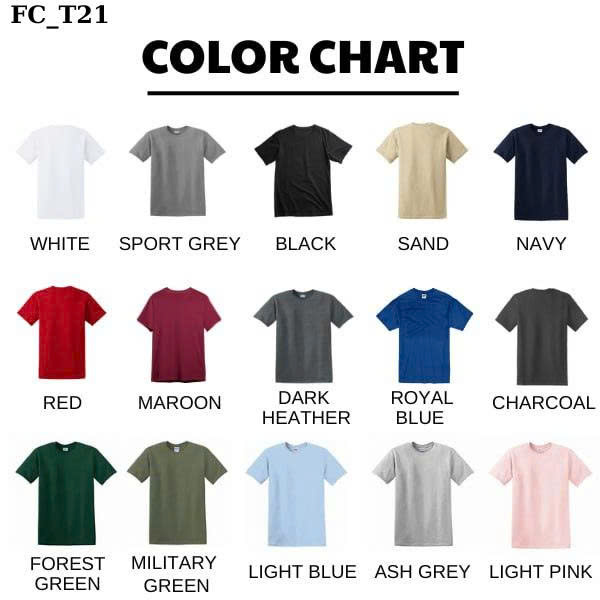 FC_T21
COLOR CHART
WHITE
SPORT GREY
BLACK
SAND
NAVY
RED
MAROON
DARK
HEATHER
ROYAL
BLUE
CHARCOAL
FOREST
GREEN
MILITARY
GREEN
LIGHT BLUE
ASH GREY
LIGHT PINK